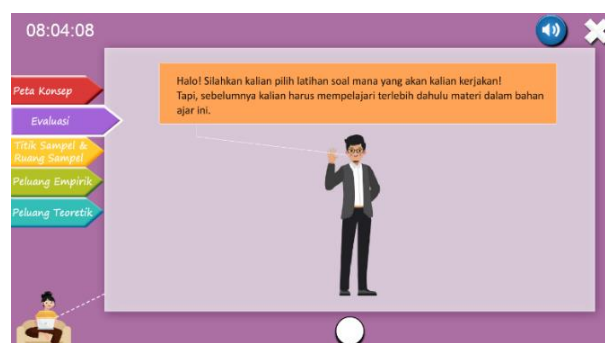 08:04:08
Halo! Silahkan kalian pilih latihan soal mana yang akan kalian kerjakan!
Tapi, sebelumnya kalian harus mempelajari terlebih dahulu materi dalam bahan
ajar ini.
Peta Konsep
Evaluasi
Titik Sampel &
Ruang Sampel
Peluang Empirik
Peluang Teoretik